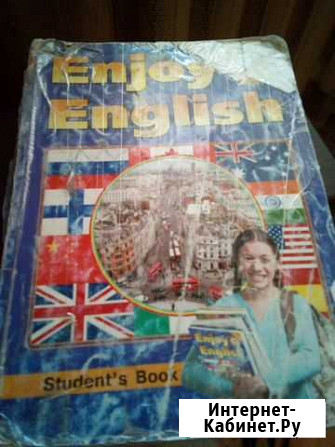 Enjoy
English
Enjoy
English
Student's Book
Интернет-
Кабинет.Ру